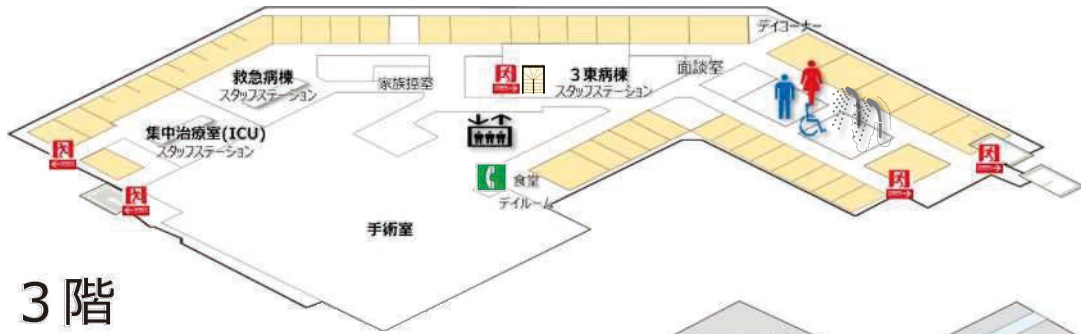 デイコーナー
面談室
3東病棟
スタッフステーション
家族控室
救急病棟
スタッフステーション
集中治療室(ICU)
スタッフステーション
食堂
デイルーム
手術室
3階